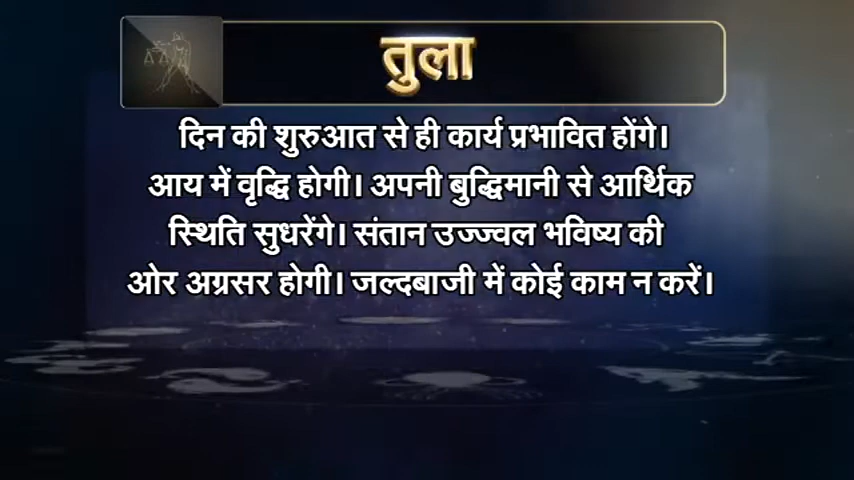 तुला
दिन की शुरुआत से ही कार्य प्रभावित होंगे।
आय में वृद्धि होगी। अपनी बुद्धिमानी से आर्थिक
स्थिति सुधरेंगे। संतान उज्ज्वल भविष्य की
ओर अग्रसर होगी। जल्दबाजी में कोई काम न करें।